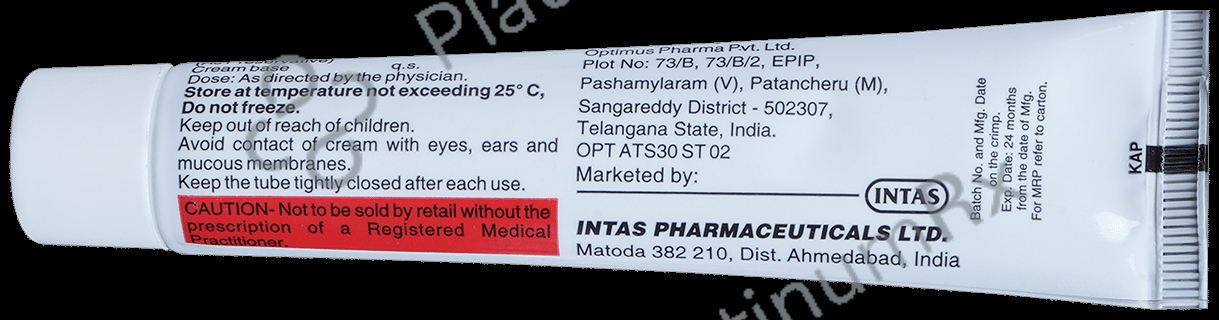 Cream base q.s.
Dose: As directed by the physician.
Store at temperature not exceeding 25° C,
Do not freeze.
Keep out of reach of children.
Avoid contact of cream with eyes, ears and
mucous membranes.
Keep the tube tightly closed after each use.
CAUTION- Not to be sold by retail without the
prescription of a Registered Medical
Practitioner.
Optimus Pharma Pvt. Ltd.
Plot No: 73/B, 73/B/2, EPIP,
Pashamylaram (V), Patancheru (M),
Sangareddy District - 502307,
Telangana State, India.
OPT ATS30 ST 02
Marketed by:
INTAS
INTAS PHARMACEUTICALS LTD.
Matoda 382 210, Dist. Ahmedabad, India
Batch No. and Mfg. Date
on the crimp.
Exp. Date: 24 months
from the date of Mfg.
For MRP refer to carton.
KAP